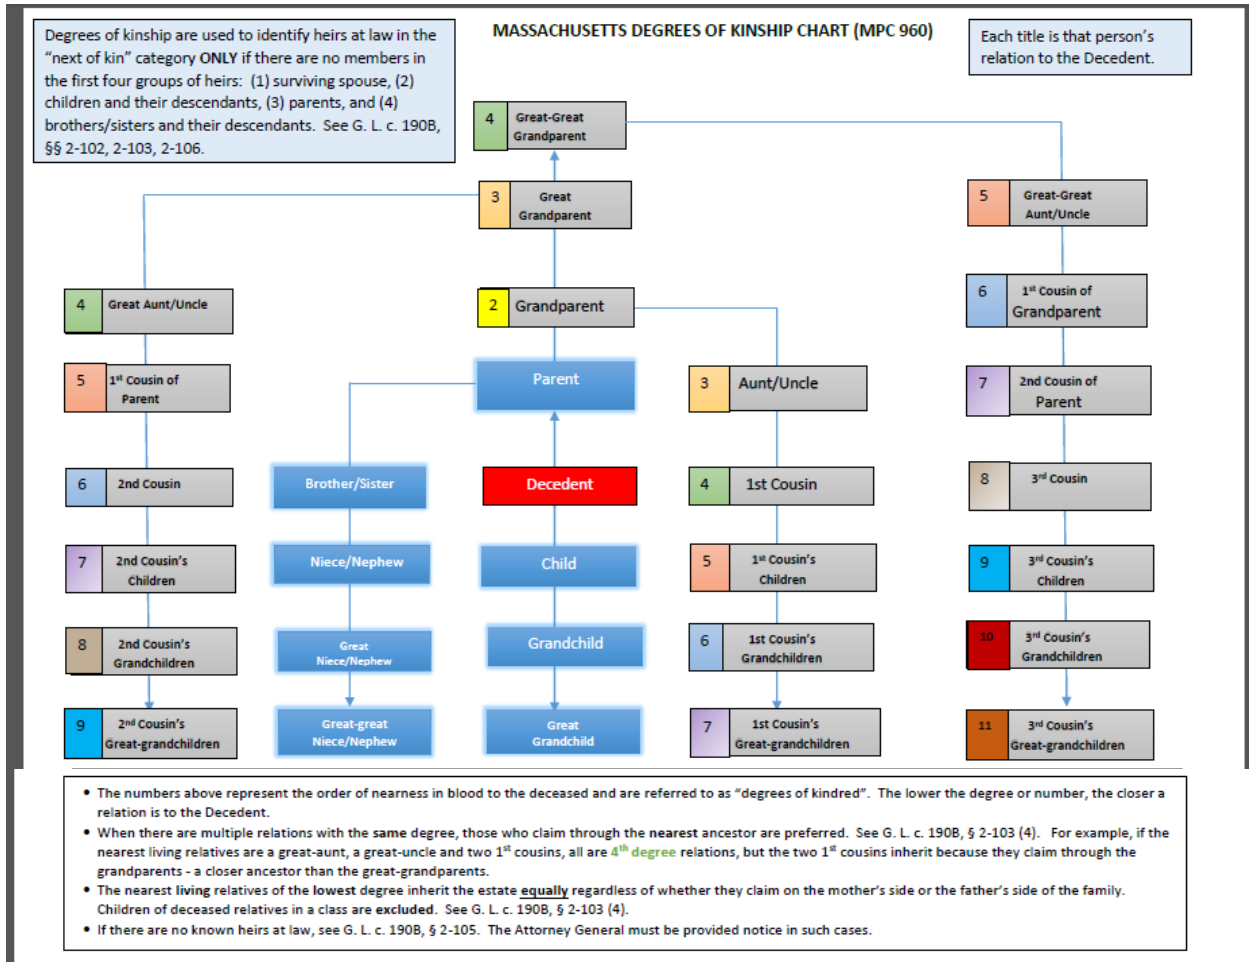 MASSACHUSETTS DEGREES OF KINSHIP CHART (MPC 960)
Degrees of kinship are used to identify heirs at law in the
"next of kin" category ONLY if there are no members in
the first four groups of heirs: (1) surviving spouse, (2)
children and their descendants, (3) parents, and (4)
brothers/sisters and their descendants. See G. L. c. 190B,
§§ 2-102, 2-103, 2-106.
Each title is that person's
relation to the Decedent.
4 Great-Great
Grandparent
3 Great
Grandparent
5 Great-Great
Aunt/Uncle
4 Great Aunt/Uncle
2 Grandparent
6 1st Cousin of
Grandparent
5 1st Cousin of
Parent
Parent
3 Aunt/Uncle
7 2nd Cousin of
Parent
6 2nd Cousin
Brother/Sister
Decedent
4 1st Cousin
8 3rd Cousin
7 2nd Cousin's
Children
Niece/Nephew
Child
5 1st Cousin's
Children
9 3rd Cousin's
Children
8 2nd Cousin's
Grandchildren
Great
Niece/Nephew
Grandchild
6 1st Cousin's
Grandchildren
10 3rd Cousin's
Grandchildren
9 2nd Cousin's
Great-grandchildren
Great-great
Niece/Nephew
Great
Grandchild
7 1st Cousin's
Great-grandchildren
11 3rd Cousin's
Great-grandchildren
• The numbers above represent the order of nearness in blood to the deceased and are referred to as "degrees of kindred". The lower the degree or number, the closer a
relation is to the Decedent.
• When there are multiple relations with the same degree, those who claim through the nearest ancestor are preferred. See G. L. c. 190B, § 2-103 (4). For example, if the
nearest living relatives are a great-aunt, a great-uncle and two 1st cousins, all are 4th degree relations, but the two 1st cousins inherit because they claim through the
grandparents - a closer ancestor than the great-grandparents.
• The nearest living relatives of the lowest degree inherit the estate equally regardless of whether they claim on the mother's side or the father's side of the family.
Children of deceased relatives in a class are excluded. See G. L. c. 190B, § 2-103 (4).
• If there are no known heirs at law, see G. L. c. 190B, § 2-105. The Attorney General must be provided notice in such cases.